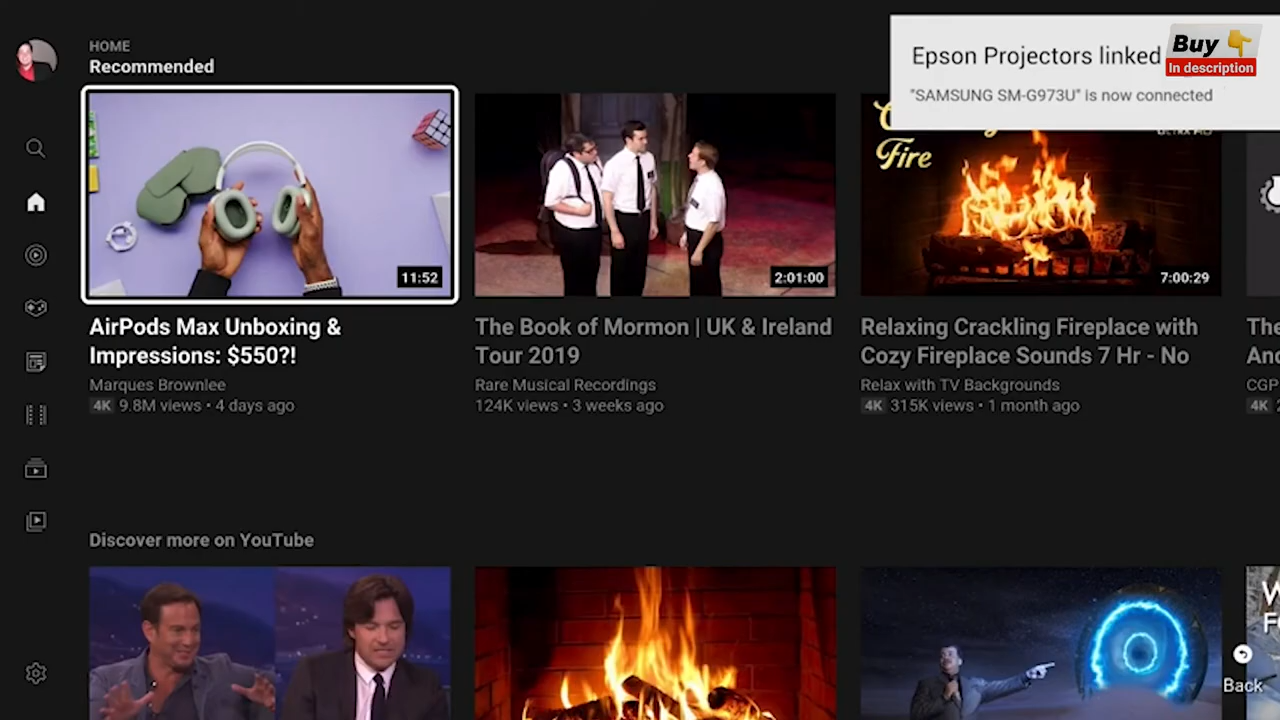 HOME
Recommended
Epson Projectors linked
"SAMSUNG SM-G973U" is now connected
Buy
In description
Fire
11:52
2:01:00
7:00:29
AirPods Max Unboxing &
Impressions: $550?!
Marques Brownlee
4K 9.8M views • 4 days ago
The Book of Mormon | UK & Ireland
Tour 2019
Rare Musical Recordings
124K views • 3 weeks ago
Relaxing Crackling Fireplace with
Cozy Fireplace Sounds 7 Hr - No
Relax with TV Backgrounds
4K 315K views • 1 month ago
The
CGP
4K
Discover more on YouTube
Back